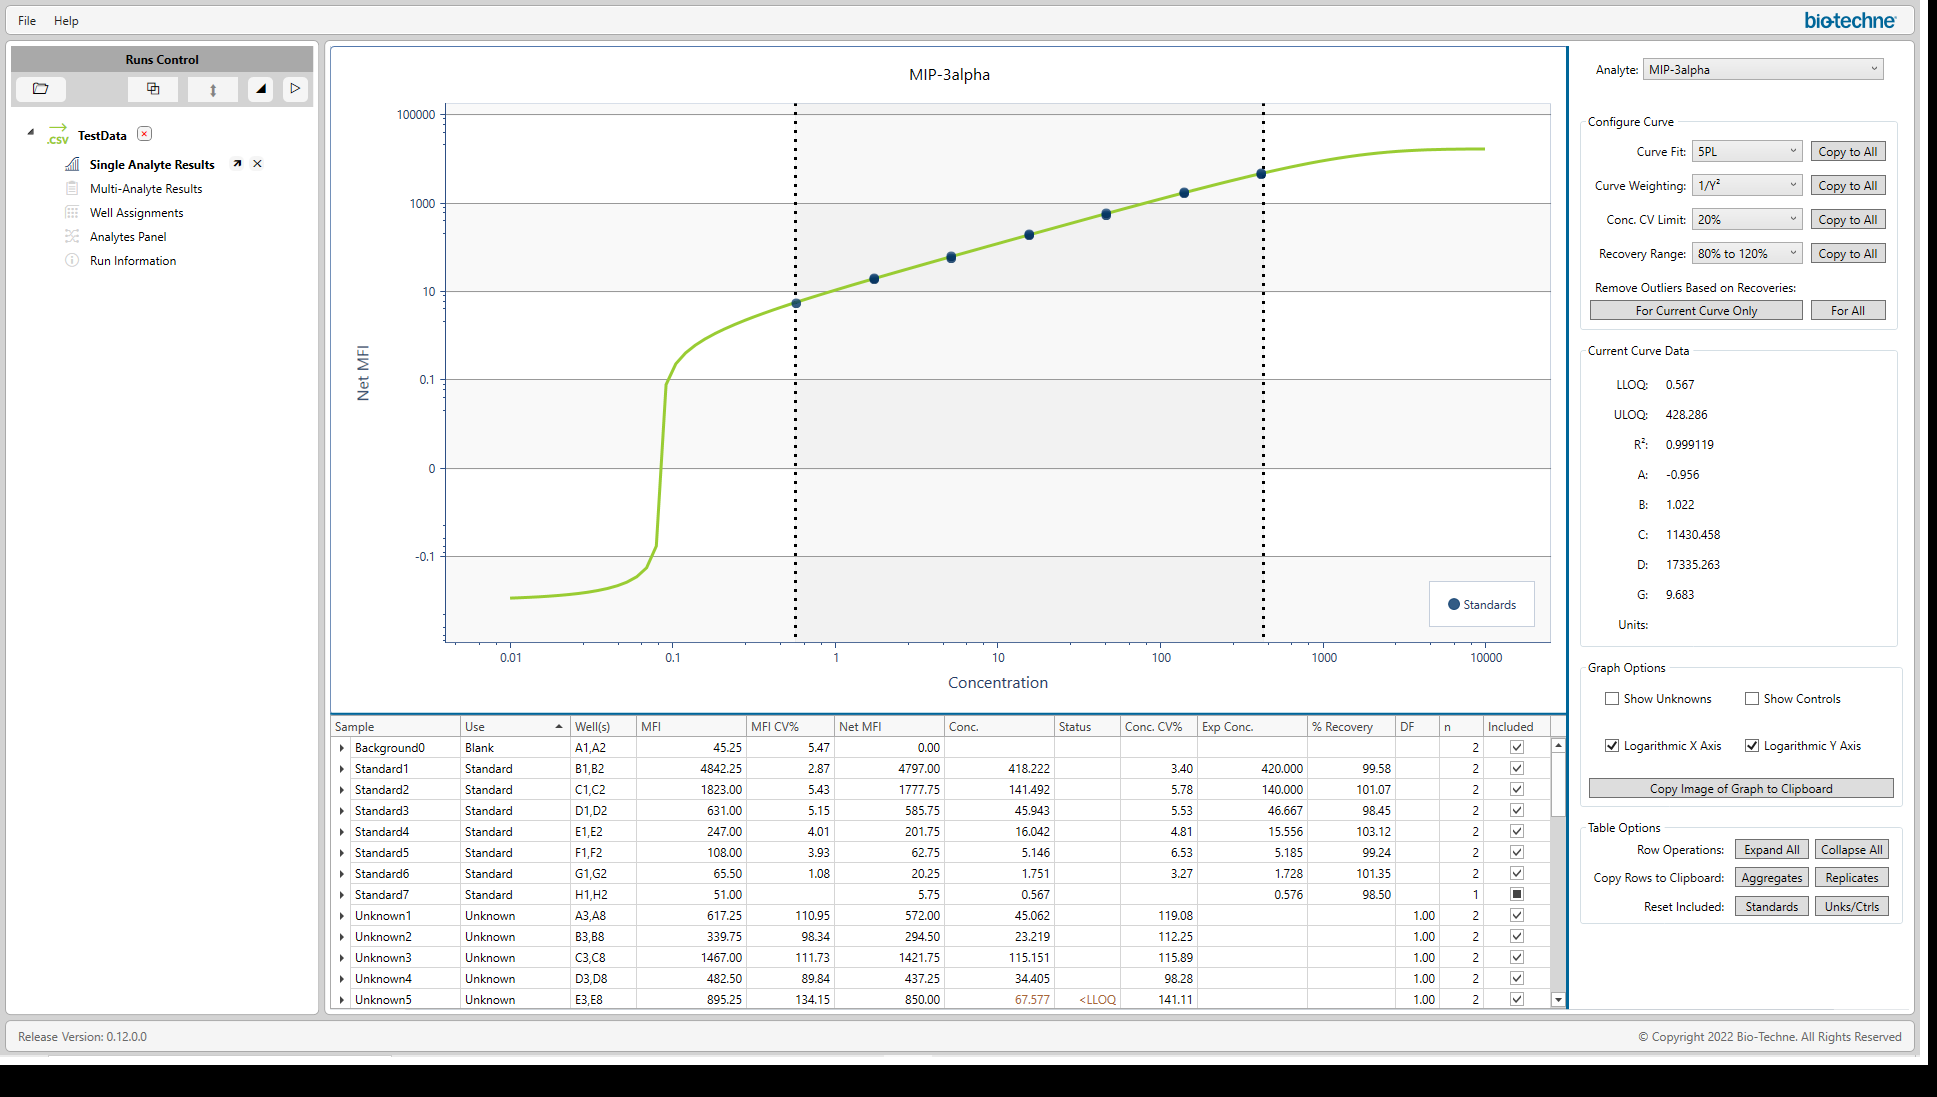 File Help
bio-techne
Runs Control
.csv TestData
Single Analyte Results
Multi-Analyte Results
Well Assignments
Analytes Panel
Run Information
MIP-3alpha
100000
1000
10
0.1
0
-0.1
Net MFI
0.01 0.1 1 10 100 1000 10000
Concentration
Standards
Analyte: MIP-3alpha
Configure Curve
Curve Fit: 5PL Copy to All
Curve Weighting: 1/Y² Copy to All
Conc. CV Limit: 20% Copy to All
Recovery Range: 80% to 120% Copy to All
Remove Outliers Based on Recoveries:
For Current Curve Only For All
Current Curve Data
LLOQ: 0.567
ULOQ: 428.286
R²: 0.999119
A: -0.956
B: 1.022
C: 11430.458
D: 17335.263
G: 9.683
Units:
Graph Options
Show Unknowns Show Controls
Logarithmic X Axis Logarithmic Y Axis
Copy Image of Graph to Clipboard
Table Options
Row Operations: Expand All Collapse All
Copy Rows to Clipboard: Aggregates Replicates
Reset Included: Standards Unks/Ctrls
Sample Use Well(s) MFI MFI CV% Net MFI Conc. Status Conc. CV% Exp Conc. % Recovery DF n Included
Background0 Blank A1,A2 45.25 5.47 0.00 2
Standard1 Standard B1,B2 4842.25 2.87 4797.00 418.222 3.40 420.000 99.58 2
Standard2 Standard C1,C2 1823.00 5.43 1777.75 141.492 5.78 140.000 101.07 2
Standard3 Standard D1,D2 631.00 5.15 585.75 45.943 5.53 46.667 98.45 2
Standard4 Standard E1,E2 247.00 4.01 201.75 16.042 4.81 15.556 103.12 2
Standard5 Standard F1,F2 108.00 3.93 62.75 5.146 6.53 5.185 99.24 2
Standard6 Standard G1,G2 65.50 1.08 20.25 1.751 3.27 1.728 101.35 2
Standard7 Standard H1,H2 51.00 5.75 0.567 0.576 98.50 1
Unknown1 Unknown A3,A8 617.25 110.95 572.00 45.062 119.08 1.00 2
Unknown2 Unknown B3,B8 339.75 98.34 294.50 23.219 112.25 1.00 2
Unknown3 Unknown C3,C8 1467.00 111.73 1421.75 115.151 115.89 1.00 2
Unknown4 Unknown D3,D8 482.50 89.84 437.25 34.405 98.28 1.00 2
Unknown5 Unknown E3,E8 895.25 134.15 850.00 67.577 <LLOQ 141.11 1.00 2
Release Version: 0.12.0.0
© Copyright 2022 Bio-Techne. All Rights Reserved